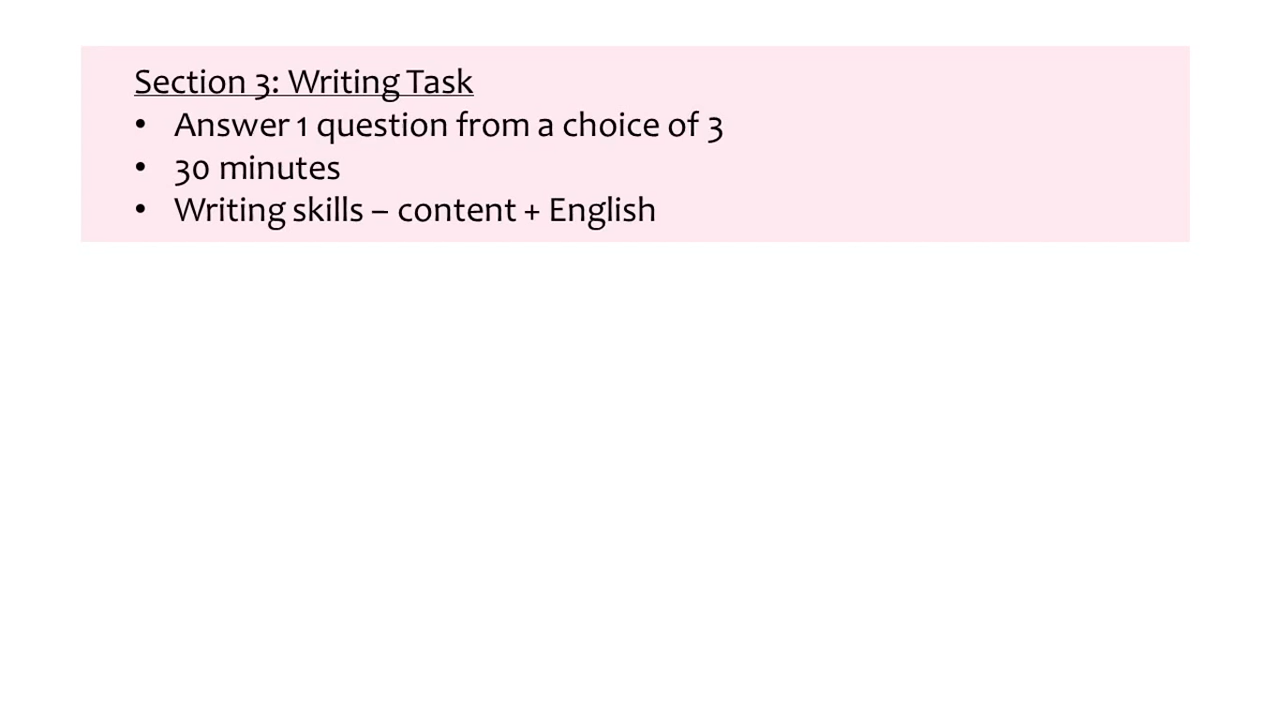 Section 3: Writing Task
• Answer 1 question from a choice of 3
• 30 minutes
• Writing skills – content + English